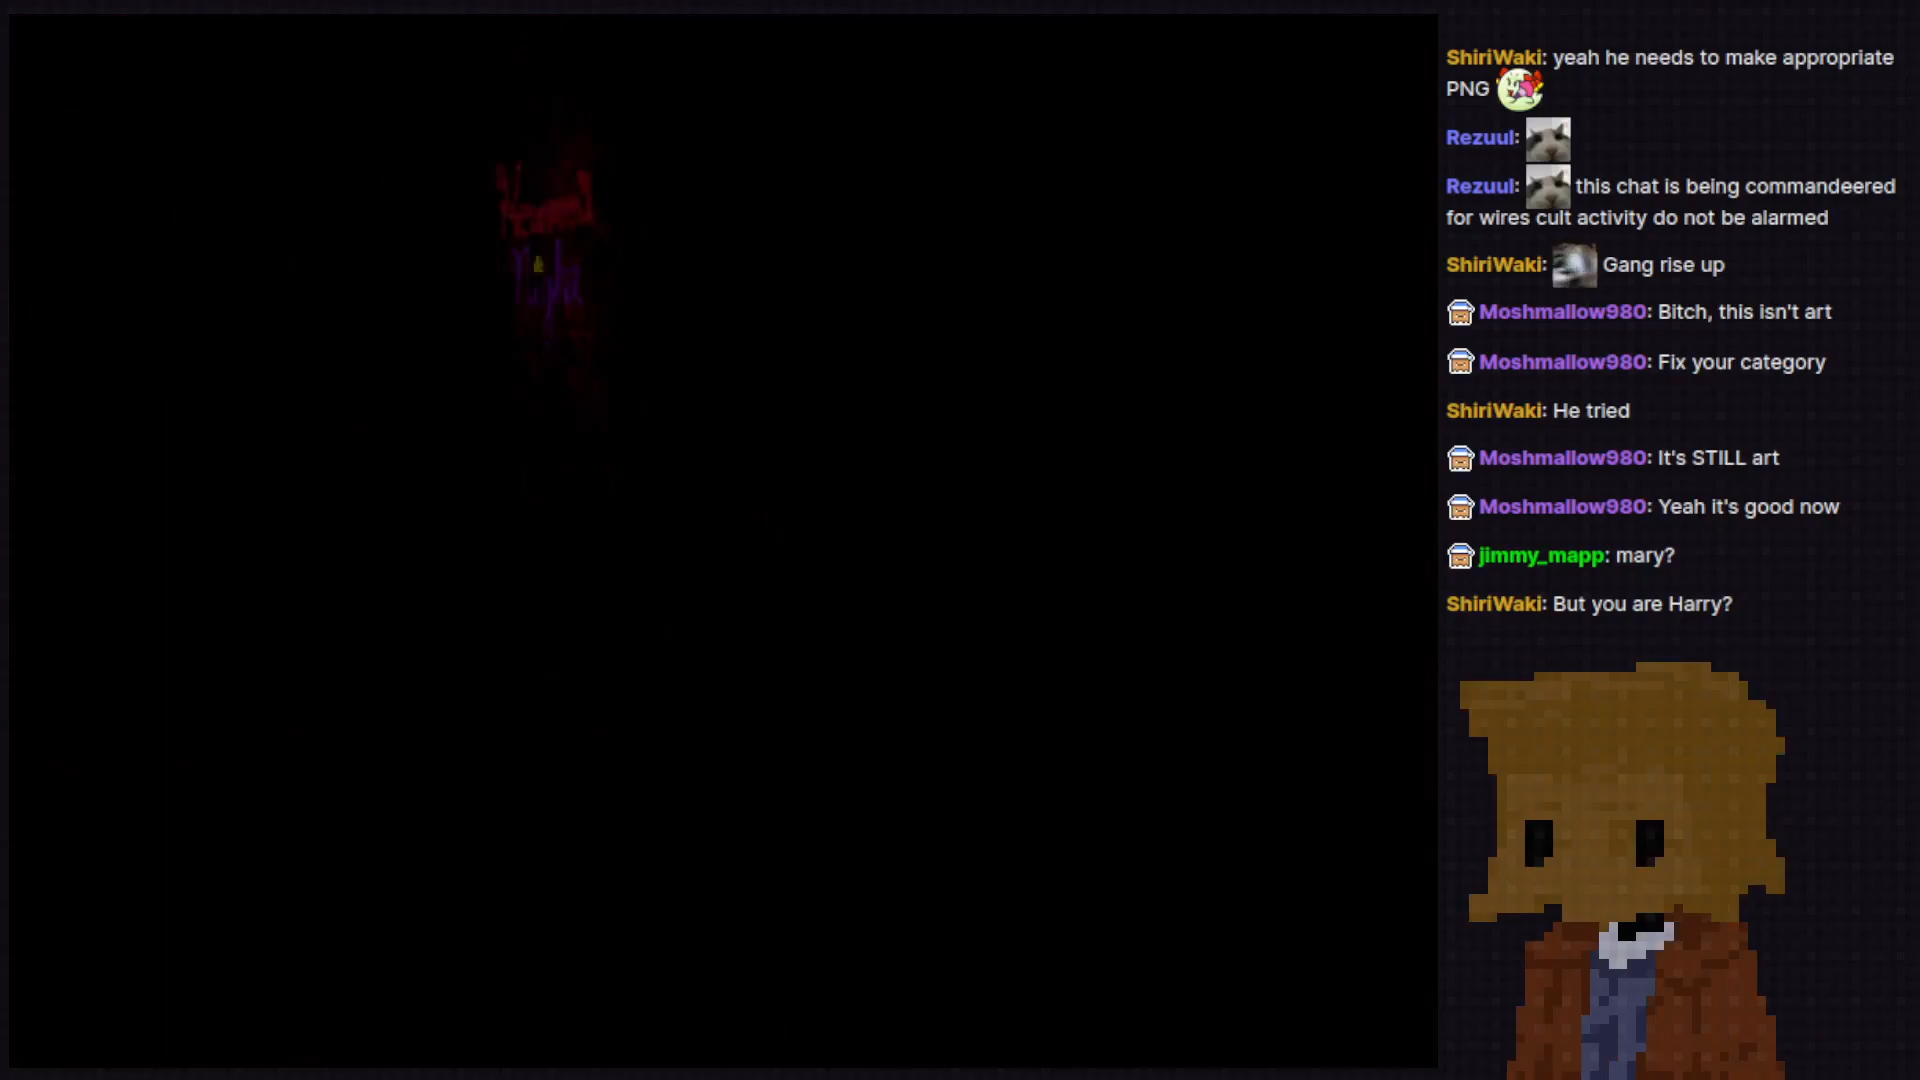 ShiriWaki: yeah he needs to make appropriate
PNG
Rezuul:
Rezuul: this chat is being commandeered
for wires cult activity do not be alarmed
ShiriWaki: Gang rise up
Moshmallow980: Bitch, this isn't art
Moshmallow980: Fix your category
ShiriWaki: He tried
Moshmallow980: It's STILL art
Moshmallow980: Yeah it's good now
jimmy_mapp: mary?
ShiriWaki: But you are Harry?